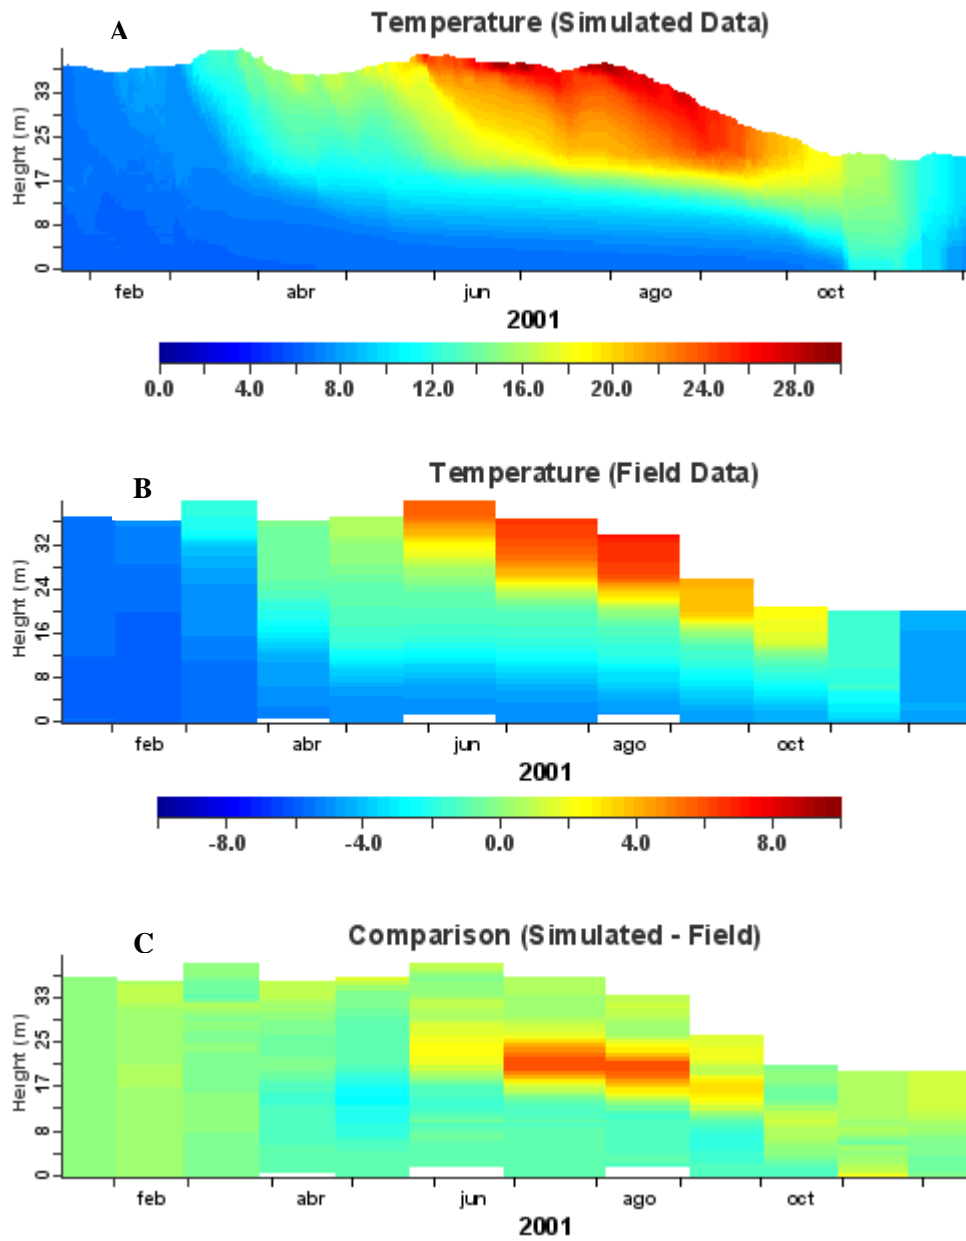 A
Temperature (Simulated Data)
Height (m)
33
25
17
8
0
feb abr jun ago oct
2001
0.0 4.0 8.0 12.0 16.0 20.0 24.0 28.0
B
Temperature (Field Data)
Height (m)
32
24
16
8
0
feb abr jun ago oct
2001
-8.0 -4.0 0.0 4.0 8.0
C
Comparison (Simulated - Field)
Height (m)
33
25
17
8
0
feb abr jun ago oct
2001